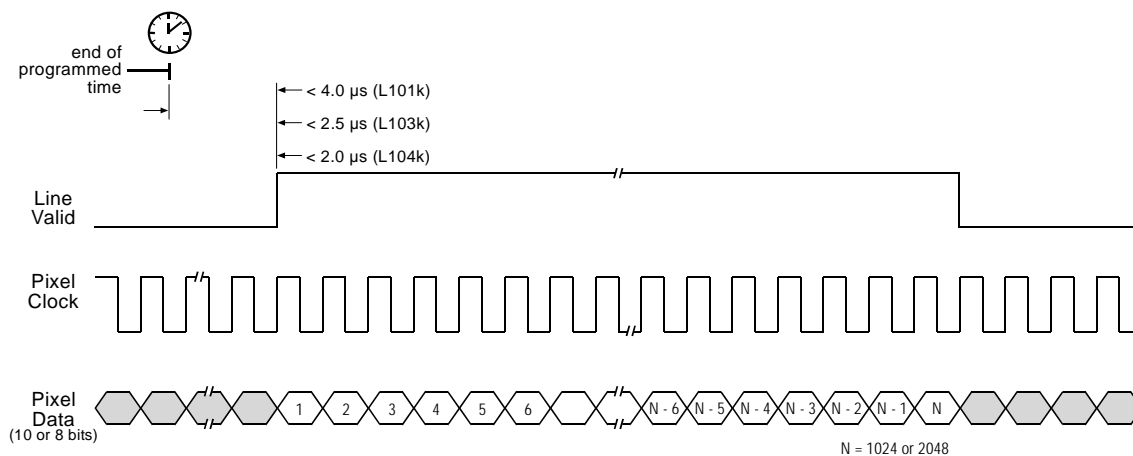 end of
programmed
time
< 4.0 µs (L101k)
< 2.5 µs (L103k)
< 2.0 µs (L104k)
Line
Valid
Pixel
Clock
Pixel
Data
(10 or 8 bits)
1 2 3 4 5 6 N - 6 N - 5 N - 4 N - 3 N - 2 N - 1 N
N = 1024 or 2048